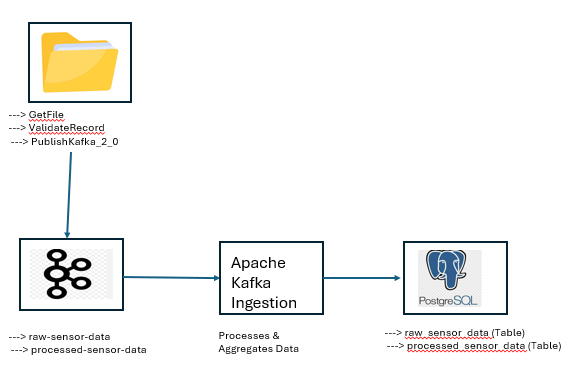 ---> GetFile
---> ValidateRecord
---> PublishKafka_2_0
Apache
Kafka
Ingestion
PostgreSQL
---> raw-sensor-data
---> processed-sensor-data
Processes &
Aggregates Data
---> raw_sensor_data (Table)
---> processed_sensor_data (Table)